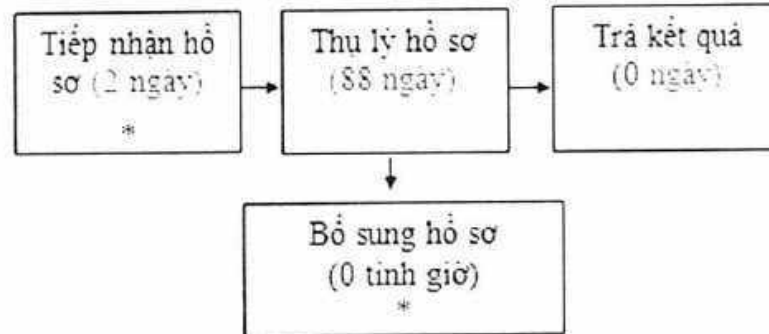 Tiếp nhận hồ
sơ (2 ngày)
*
Thụ lý hồ sơ
(88 ngày)
Trả kết quả
(0 ngày)
Bổ sung hồ sơ
(0 tính giờ)
*